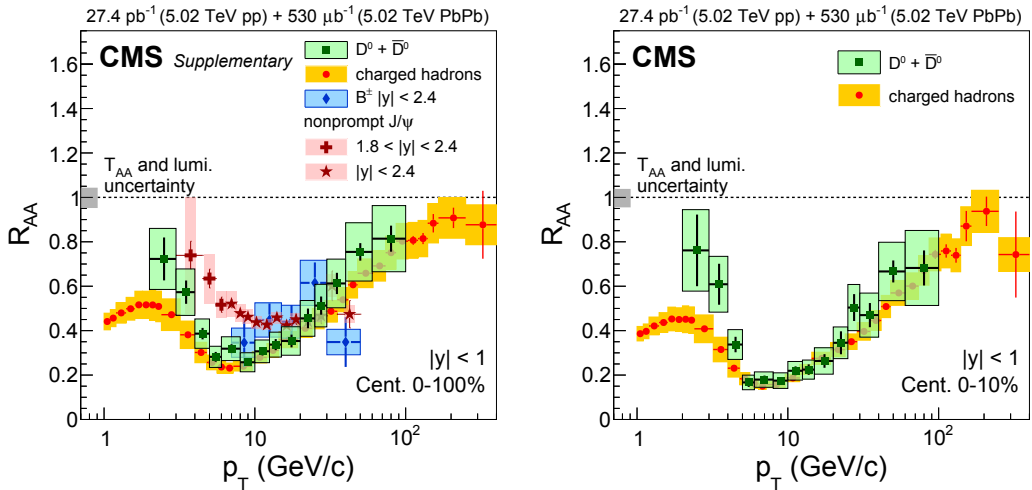 27.4 pb⁻¹ (5.02 TeV pp) + 530 μb⁻¹ (5.02 TeV PbPb)
CMS Supplementary
D⁰ + D̅⁰
charged hadrons
B± |y| < 2.4
nonprompt J/ψ
1.8 < |y| < 2.4
|y| < 2.4
T_AA and lumi.
uncertainty
|y| < 1
Cent. 0-100%
R_AA
1.6
1.4
1.2
1
0.8
0.6
0.4
0.2
0
1 10 10²
p_T (GeV/c)
27.4 pb⁻¹ (5.02 TeV pp) + 530 μb⁻¹ (5.02 TeV PbPb)
CMS
D⁰ + D̅⁰
charged hadrons
T_AA and lumi.
uncertainty
|y| < 1
Cent. 0-10%
R_AA
1.6
1.4
1.2
1
0.8
0.6
0.4
0.2
0
1 10 10²
p_T (GeV/c)